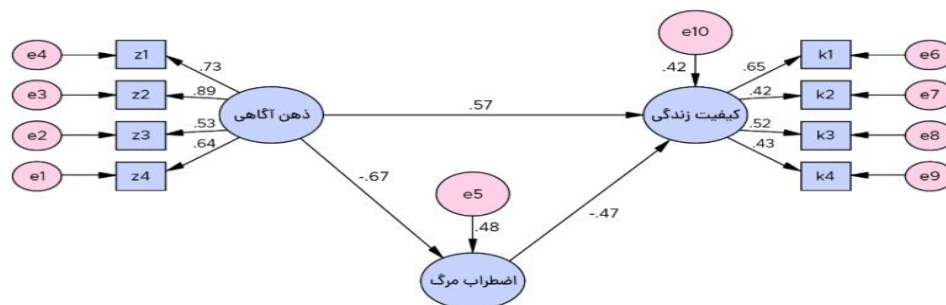 e10
e4 z1 .73 .42 .65 k1 e6
e3 z2 .89 ذهن آگاهی .57 کیفیت زندگی .42 k2 e7
e2 z3 .53 .52 k3 e8
e1 z4 .64 .43 k4 e9
-.67 e5 -.47
.48
اضطراب مرگ